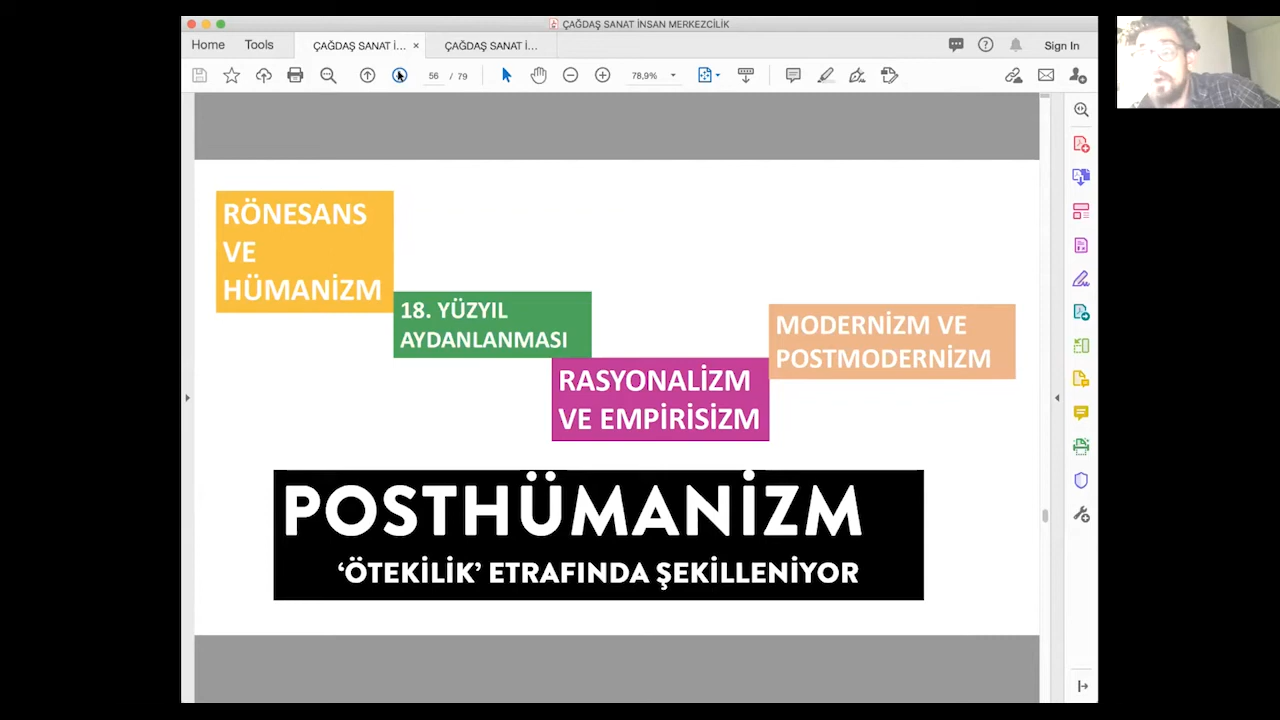 ÇAĞDAŞ SANAT İNSAN MERKEZCİLİK
Home Tools ÇAĞDAŞ SANAT İ... × ÇAĞDAŞ SANAT İ... Sign In
56 / 79 78,9%
RÖNESANS
VE
HÜMANİZM
18. YÜZYIL
AYDANLANMASI
RASYONALİZM
VE EMPİRİSİZM
MODERNİZM VE
POSTMODERNİZM
POSTHÜMANİZM
‘ÖTEKİLİK’ ETRAFINDA ŞEKİLLENİYOR